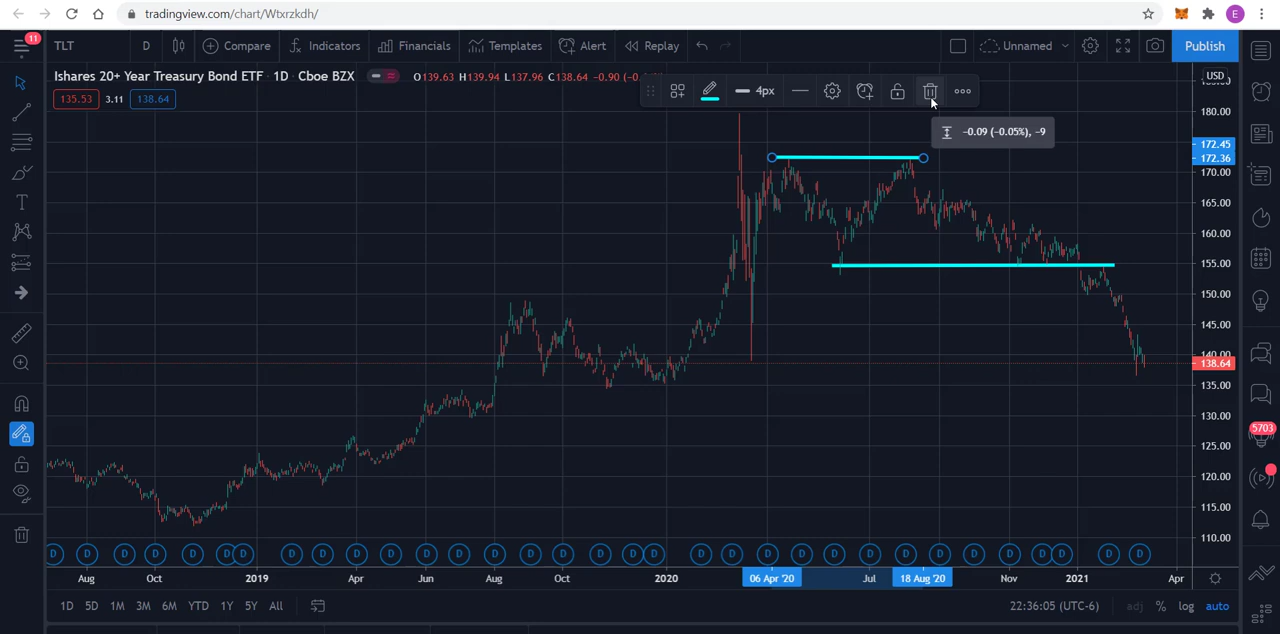 tradingview.com/chart/Wtxrzkdh/
E
11
TLT D Compare Indicators Financials Templates Alert Replay Unnamed Publish
Ishares 20+ Year Treasury Bond ETF · 1D · Cboe BZX O139.63 H139.94 L137.96 C138.64 −0.90 (−0.
135.53 3.11 138.64
4px
USD
−0.09 (−0.05%), −9
180.00
172.45
172.36
170.00
165.00
160.00
155.00
150.00
145.00
140.00
138.64
135.00
130.00
125.00
120.00
115.00
110.00
5703
D D D D D D D D D D D D D D D D D D D D D D D D D D D D D D D D D
Aug Oct 2019 Apr Jun Aug Oct 2020 06 Apr '20 Jul 18 Aug '20 Nov 2021 Apr
1D 5D 1M 3M 6M YTD 1Y 5Y All 22:36:05 (UTC-6) adj % log auto